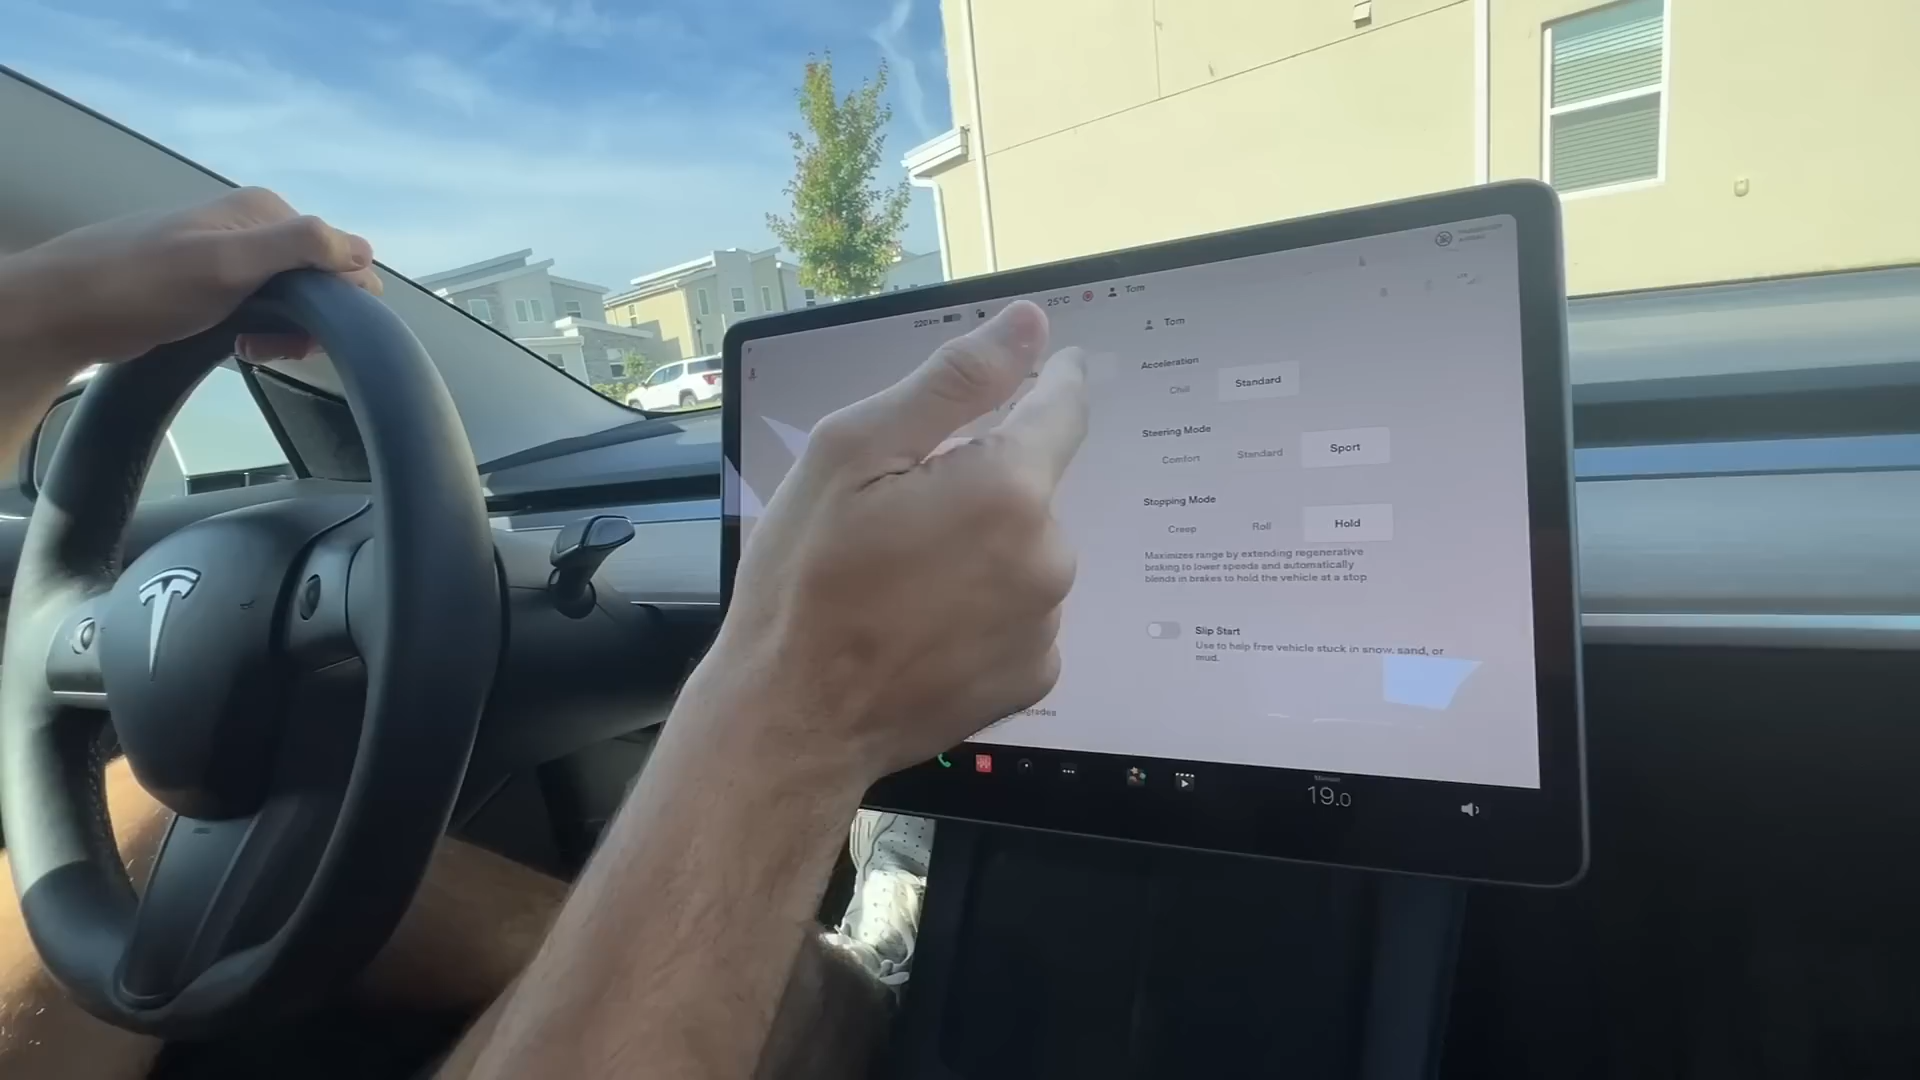 220 km
25°C
Tom
Tom
Acceleration
Chill Standard
Steering Mode
Comfort Standard Sport
Stopping Mode
Creep Roll Hold
Maximizes range by extending regenerative
braking to lower speeds and automatically
blends in brakes to hold the vehicle at a stop
Slip Start
Use to help free vehicle stuck in snow, sand, or
mud.
Manual
19.0